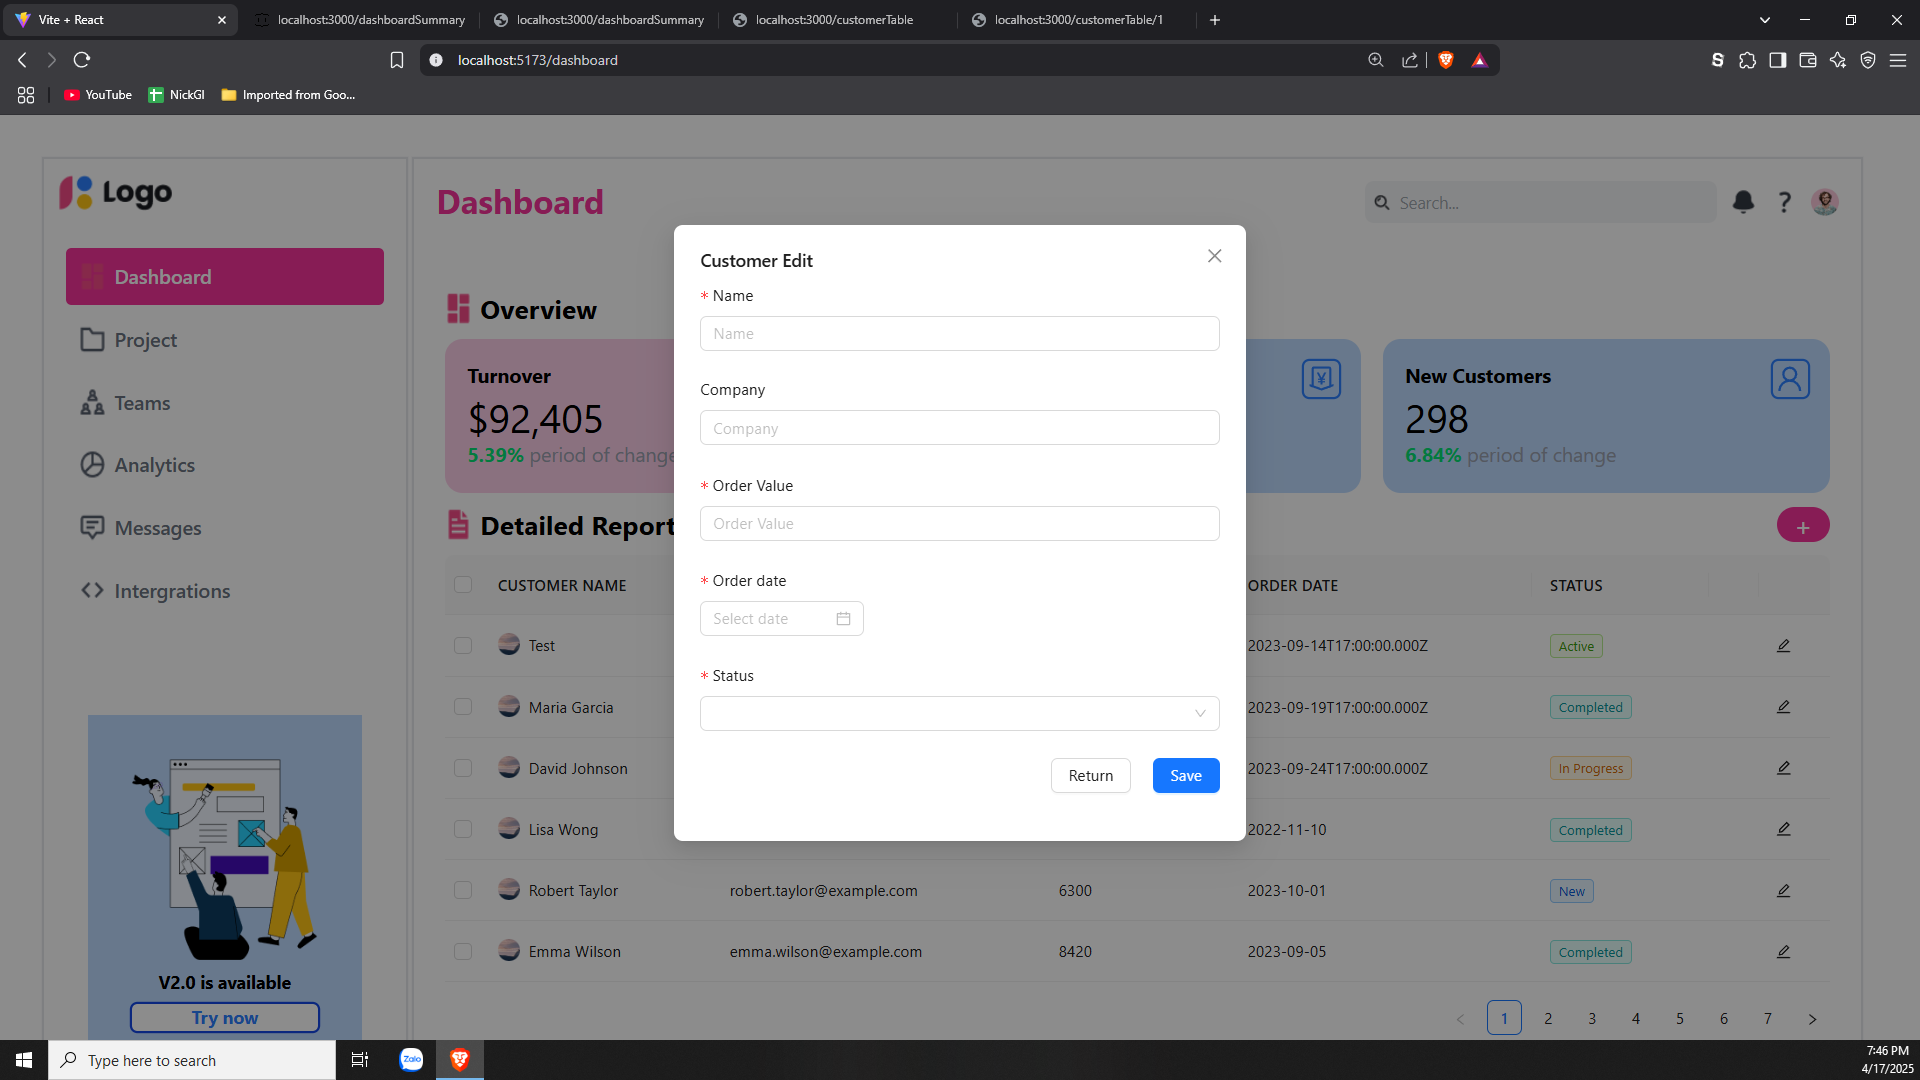 Vite + React
localhost:3000/dashboardSummary
localhost:3000/dashboardSummary
localhost:3000/customerTable
localhost:3000/customerTable/1
localhost:5173/dashboard
YouTube
NickGI
Imported from Goo...
Logo
Dashboard
Project
Teams
Analytics
Messages
Intergrations
V2.0 is available
Try now
Dashboard
Search...
Overview
Turnover
$92,405
5.39% period of change
New Customers
298
6.84% period of change
Detailed Report
+
CUSTOMER NAME
ORDER DATE
STATUS
Test
2023-09-14T17:00:00.000Z
Active
Maria Garcia
2023-09-19T17:00:00.000Z
Completed
David Johnson
2023-09-24T17:00:00.000Z
In Progress
Lisa Wong
2022-11-10
Completed
Robert Taylor
robert.taylor@example.com
6300
2023-10-01
New
Emma Wilson
emma.wilson@example.com
8420
2023-09-05
Completed
< 1 2 3 4 5 6 7 >
Customer Edit
* Name
Name
Company
Company
* Order Value
Order Value
* Order date
Select date
* Status
Return
Save
Type here to search
Zalo
7:46 PM
4/17/2025